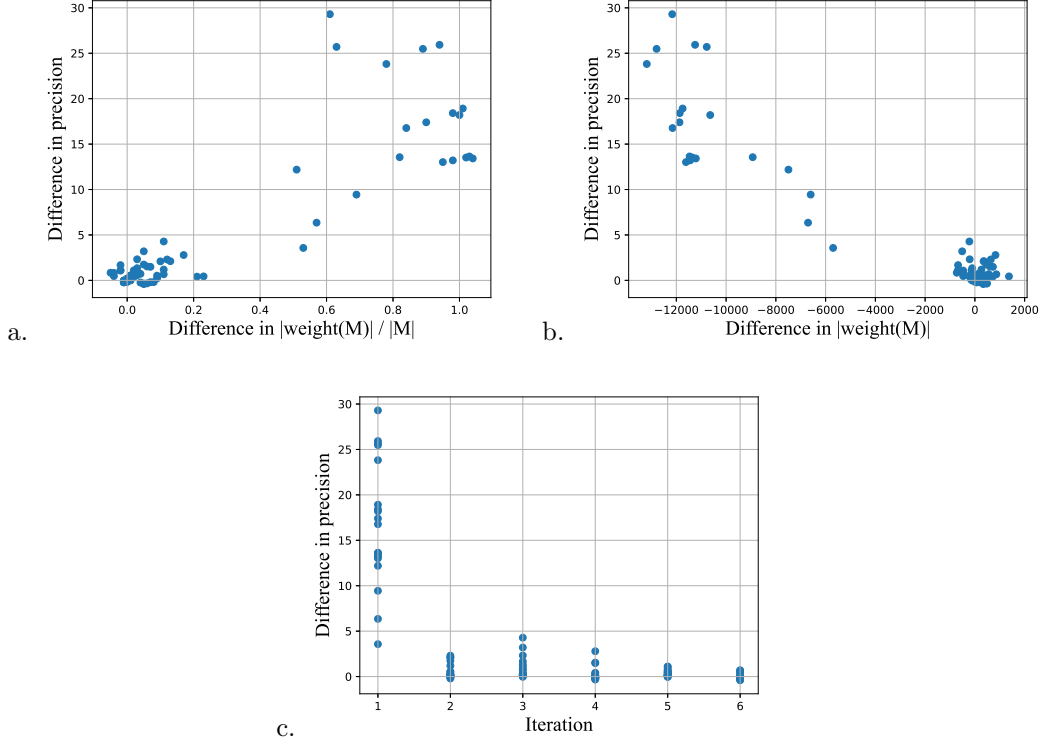 30
25
20
15
10
5
0
Difference in precision
0.0 0.2 0.4 0.6 0.8 1.0
Difference in |weight(M)| / |M|
a.
30
25
20
15
10
5
0
Difference in precision
−12000 −10000 −8000 −6000 −4000 −2000 0 2000
Difference in |weight(M)|
b.
30
25
20
15
10
5
0
Difference in precision
1 2 3 4 5 6
Iteration
c.